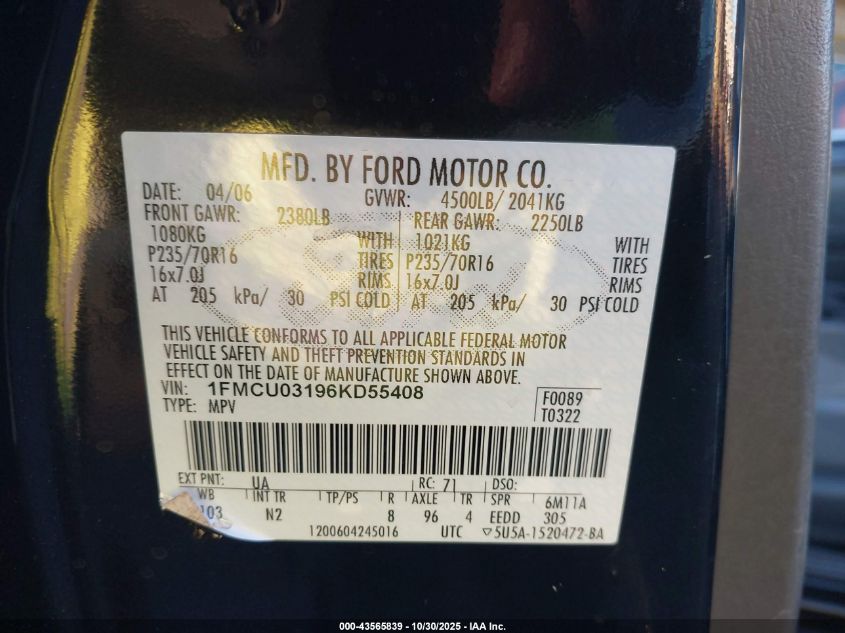 MFD. BY FORD MOTOR CO.
DATE: 04/06 GVWR: 4500LB/ 2041KG
FRONT GAWR: 2380LB REAR GAWR: 2250LB
1080KG WITH 1021KG WITH
P235/70R16 TIRES P235/70R16 TIRES
16x7.0J RIMS 16x7.0J RIMS
AT 205 kPa/ 30 PSI COLD AT 205 kPa/ 30 PSI COLD
THIS VEHICLE CONFORMS TO ALL APPLICABLE FEDERAL MOTOR
VEHICLE SAFETY AND THEFT PREVENTION STANDARDS IN
EFFECT ON THE DATE OF MANUFACTURE SHOWN ABOVE.
VIN: 1FMCU03196KD55408 F0089
TYPE: MPV T0322
EXT PNT: UA RC: 71 DSO:
WB INT TR TP/PS R AXLE TR SPR 6M11A
103 N2 8 96 4 EEDD 305
1200604245016 UTC ▽5U5A-1520472-BA
000-43565839 - 10/30/2025 - IAA Inc.